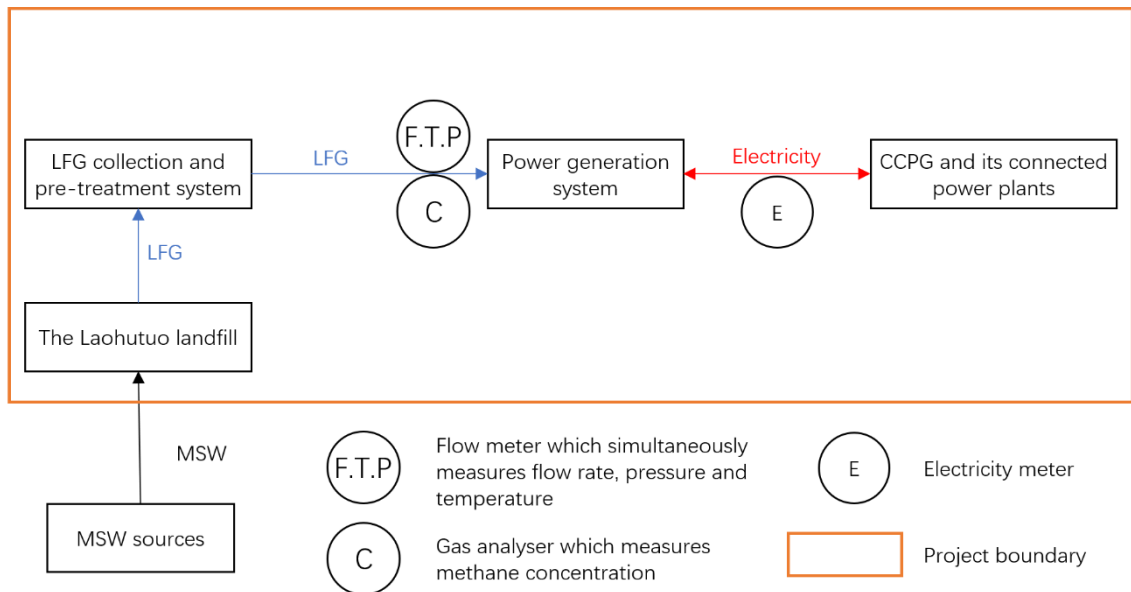 F.T.P
LFG collection and
pre-treatment system
LFG
C
Power generation
system
Electricity
E
CCPG and its connected
power plants
LFG
The Laohutuo landfill
MSW
MSW sources
F.T.P
Flow meter which simultaneously
measures flow rate, pressure and
temperature
C
Gas analyser which measures
methane concentration
E
Electricity meter
Project boundary